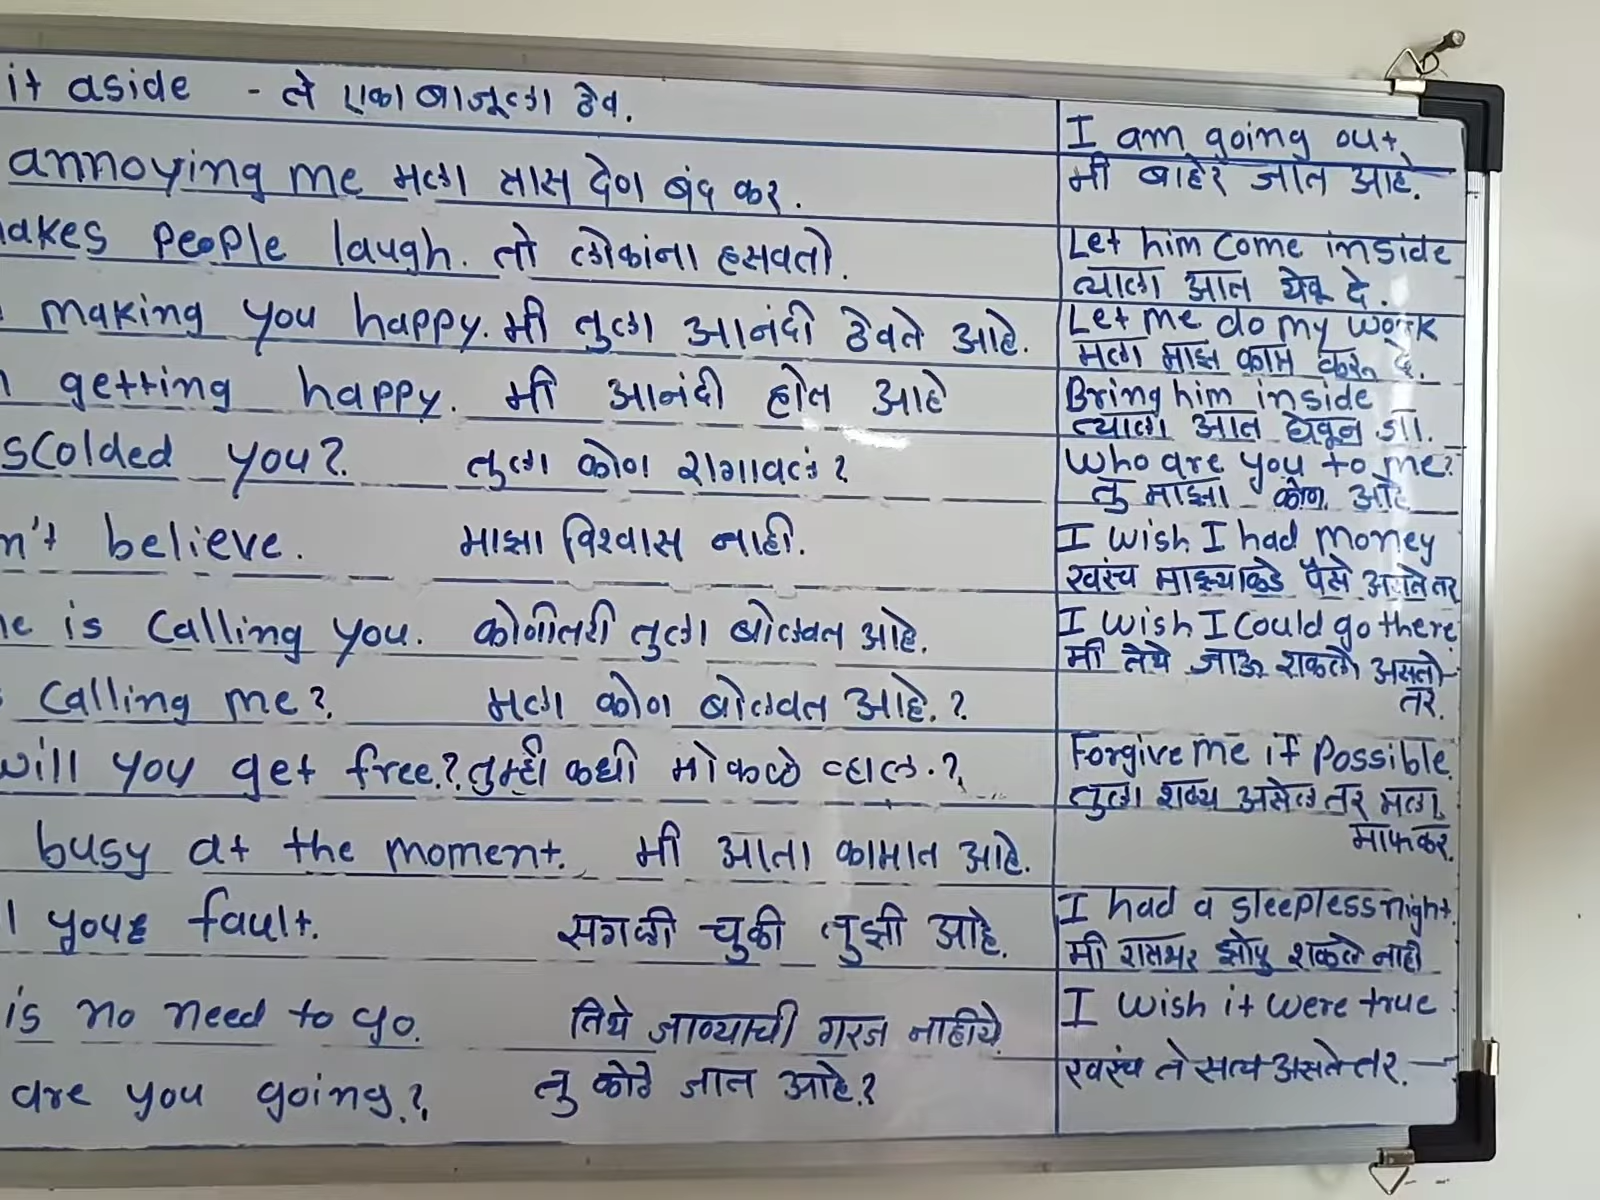 it aside - ते एका बाजूला ठेव.
annoying me मला त्रास देण बंद कर.
makes people laugh. तो लोकांना हसवतो.
making you happy. मी तुला आनंदी ठेवते आहे.
getting happy. मी आनंदी होत आहे
scolded you? तुला कोण रागावलं?
n't believe. माझा विश्वास नाही.
is calling you. कोणीतरी तुला बोलवत आहे.
calling me? मला कोण बोलवत आहे.?
will you get free? तुम्ही कधी मोकळे व्हाल.?
busy at the moment. मी आता कामात आहे.
your fault. सगळी चुकी तुझी आहे.
is no need to go. तिथे जाण्याची गरज नाहीये.
are you going? तु कोठे जात आहे?
I am going out.
मी बाहेर जात आहे.
Let him come inside
त्याला आत येवू दे.
Let me do my work
मला माझ काम करू दे.
Bring him inside
त्याला आत घेवून या.
Who are you to me?
तु माझा कोण आहे
I wish I had money
खरंच माझ्याकडे पैसे असते तर
I wish I could go there
मी तेथे जाऊ शकलो असतो
तर.
Forgive me if possible.
तुला शक्य असेल तर मला
माफ कर.
I had a sleepless night.
मी रात्रभर झोपु शकले नाही
I wish it were true
खरंच ते सत्य असते तर.